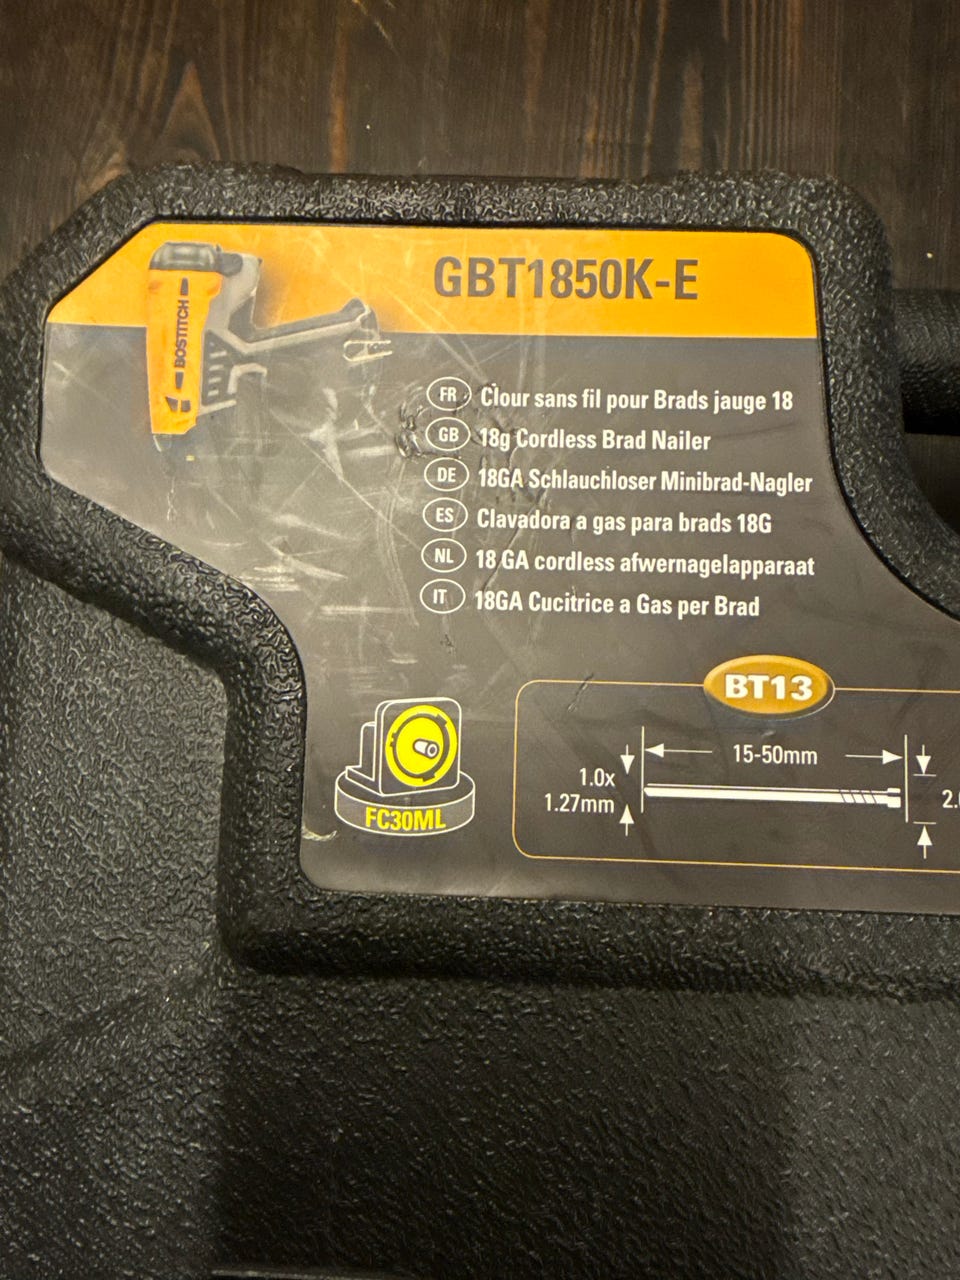 GBT1850K-E
BOSTITCH
FR Cloueur sans fil pour Brads jauge 18
GB 18g Cordless Brad Nailer
DE 18GA Schlauchloser Minibrad-Nagler
ES Clavadora a gas para brads 18G
NL 18 GA cordless afwernagelapparaat
IT 18GA Cucitrice a Gas per Brad
BT13
15-50mm
1.0x
1.27mm
2.
FC30ML